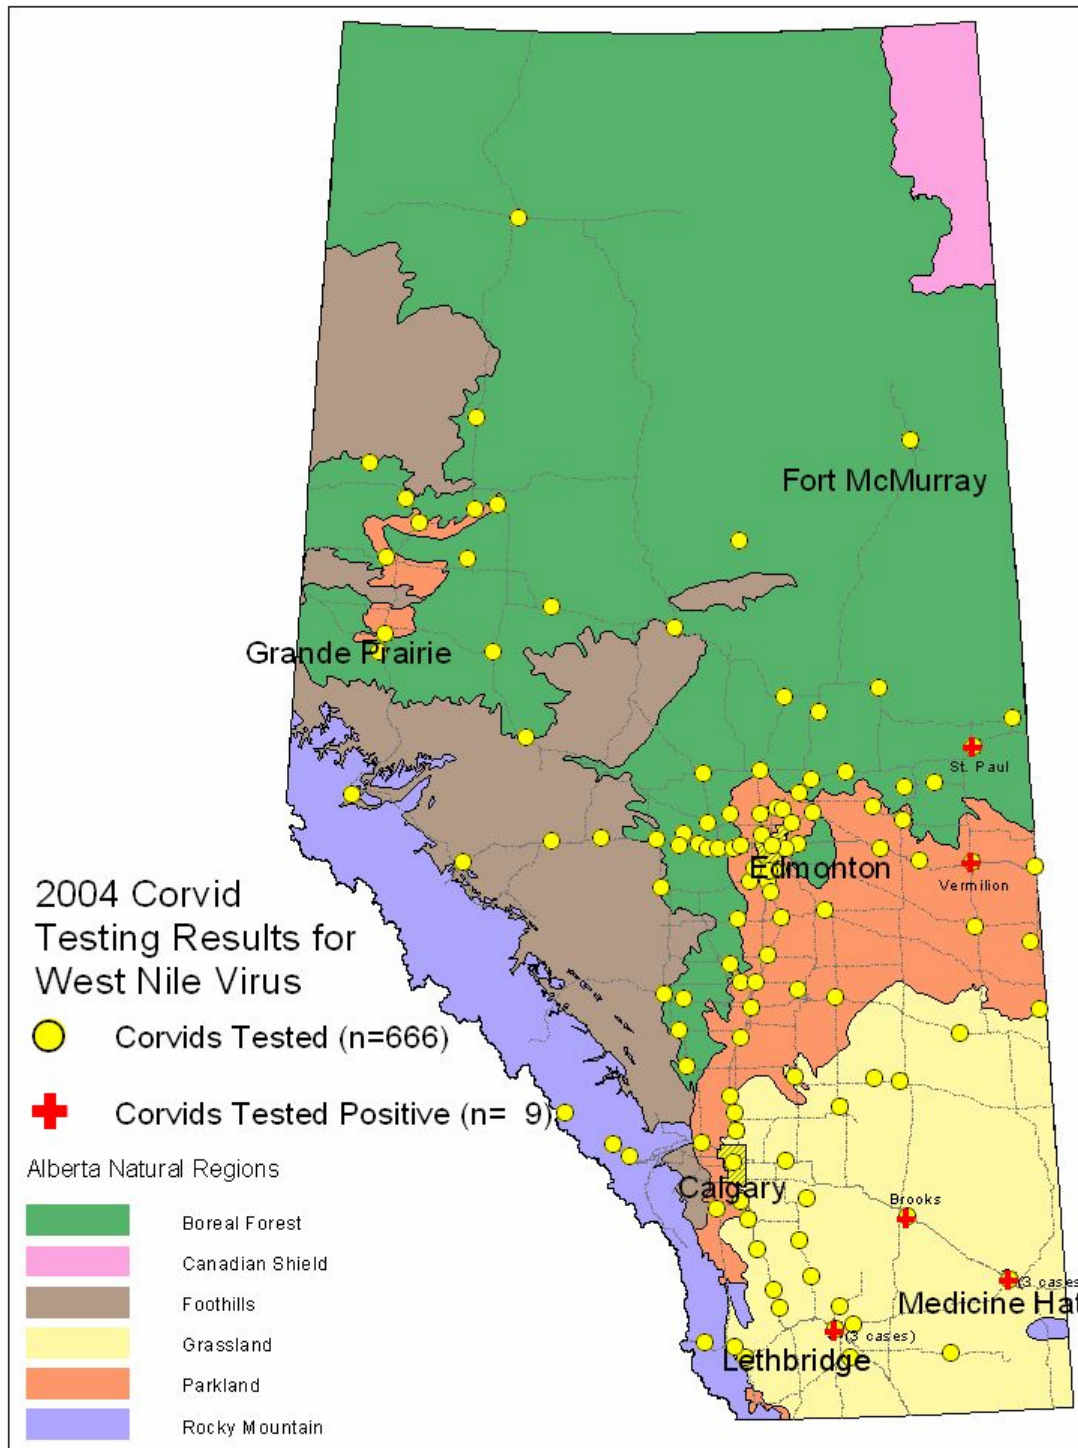 Fort McMurray
Grande Prairie
St. Paul
Edmonton
Vermilion
2004 Corvid
Testing Results for
West Nile Virus
Corvids Tested (n=666)
Corvids Tested Positive (n= 9)
Alberta Natural Regions
Calgary
Brooks
Boreal Forest
Canadian Shield
(3 cases
Foothills
Medicine Hat
Grassland
(3 cases)
Lethbridge
Parkland
Rocky Mountain